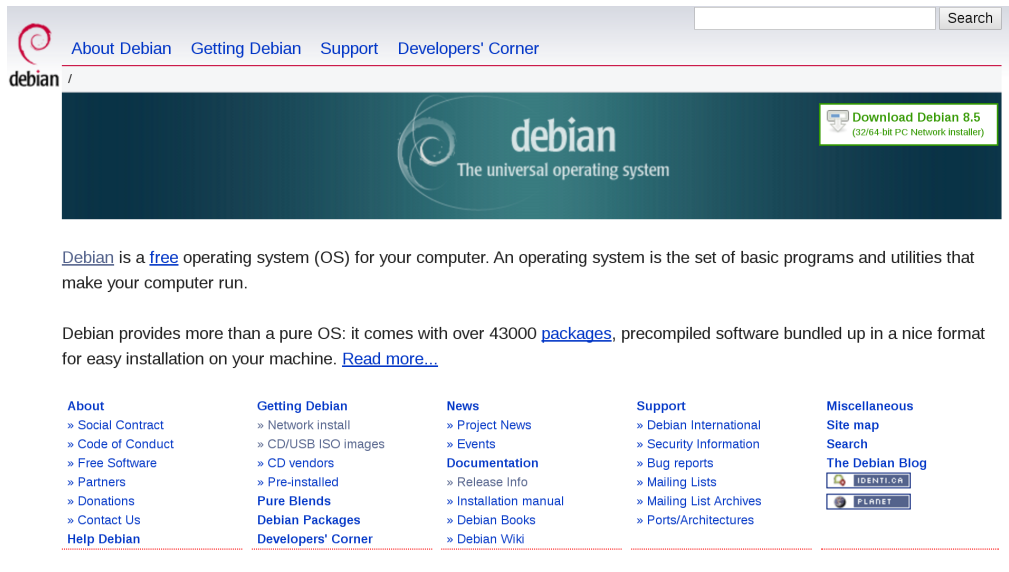 Search
About Debian Getting Debian Support Developers' Corner
debian
/
debian
The universal operating system
Download Debian 8.5
(32/64-bit PC Network installer)
Debian is a free operating system (OS) for your computer. An operating system is the set of basic programs and utilities that
make your computer run.
Debian provides more than a pure OS: it comes with over 43000 packages, precompiled software bundled up in a nice format
for easy installation on your machine. Read more...
About
» Social Contract
» Code of Conduct
» Free Software
» Partners
» Donations
» Contact Us
Help Debian
Getting Debian
» Network install
» CD/USB ISO images
» CD vendors
» Pre-installed
Pure Blends
Debian Packages
Developers' Corner
News
» Project News
» Events
Documentation
» Release Info
» Installation manual
» Debian Books
» Debian Wiki
Support
» Debian International
» Security Information
» Bug reports
» Mailing Lists
» Mailing List Archives
» Ports/Architectures
Miscellaneous
Site map
Search
The Debian Blog
IDENTI.CA
PLANET